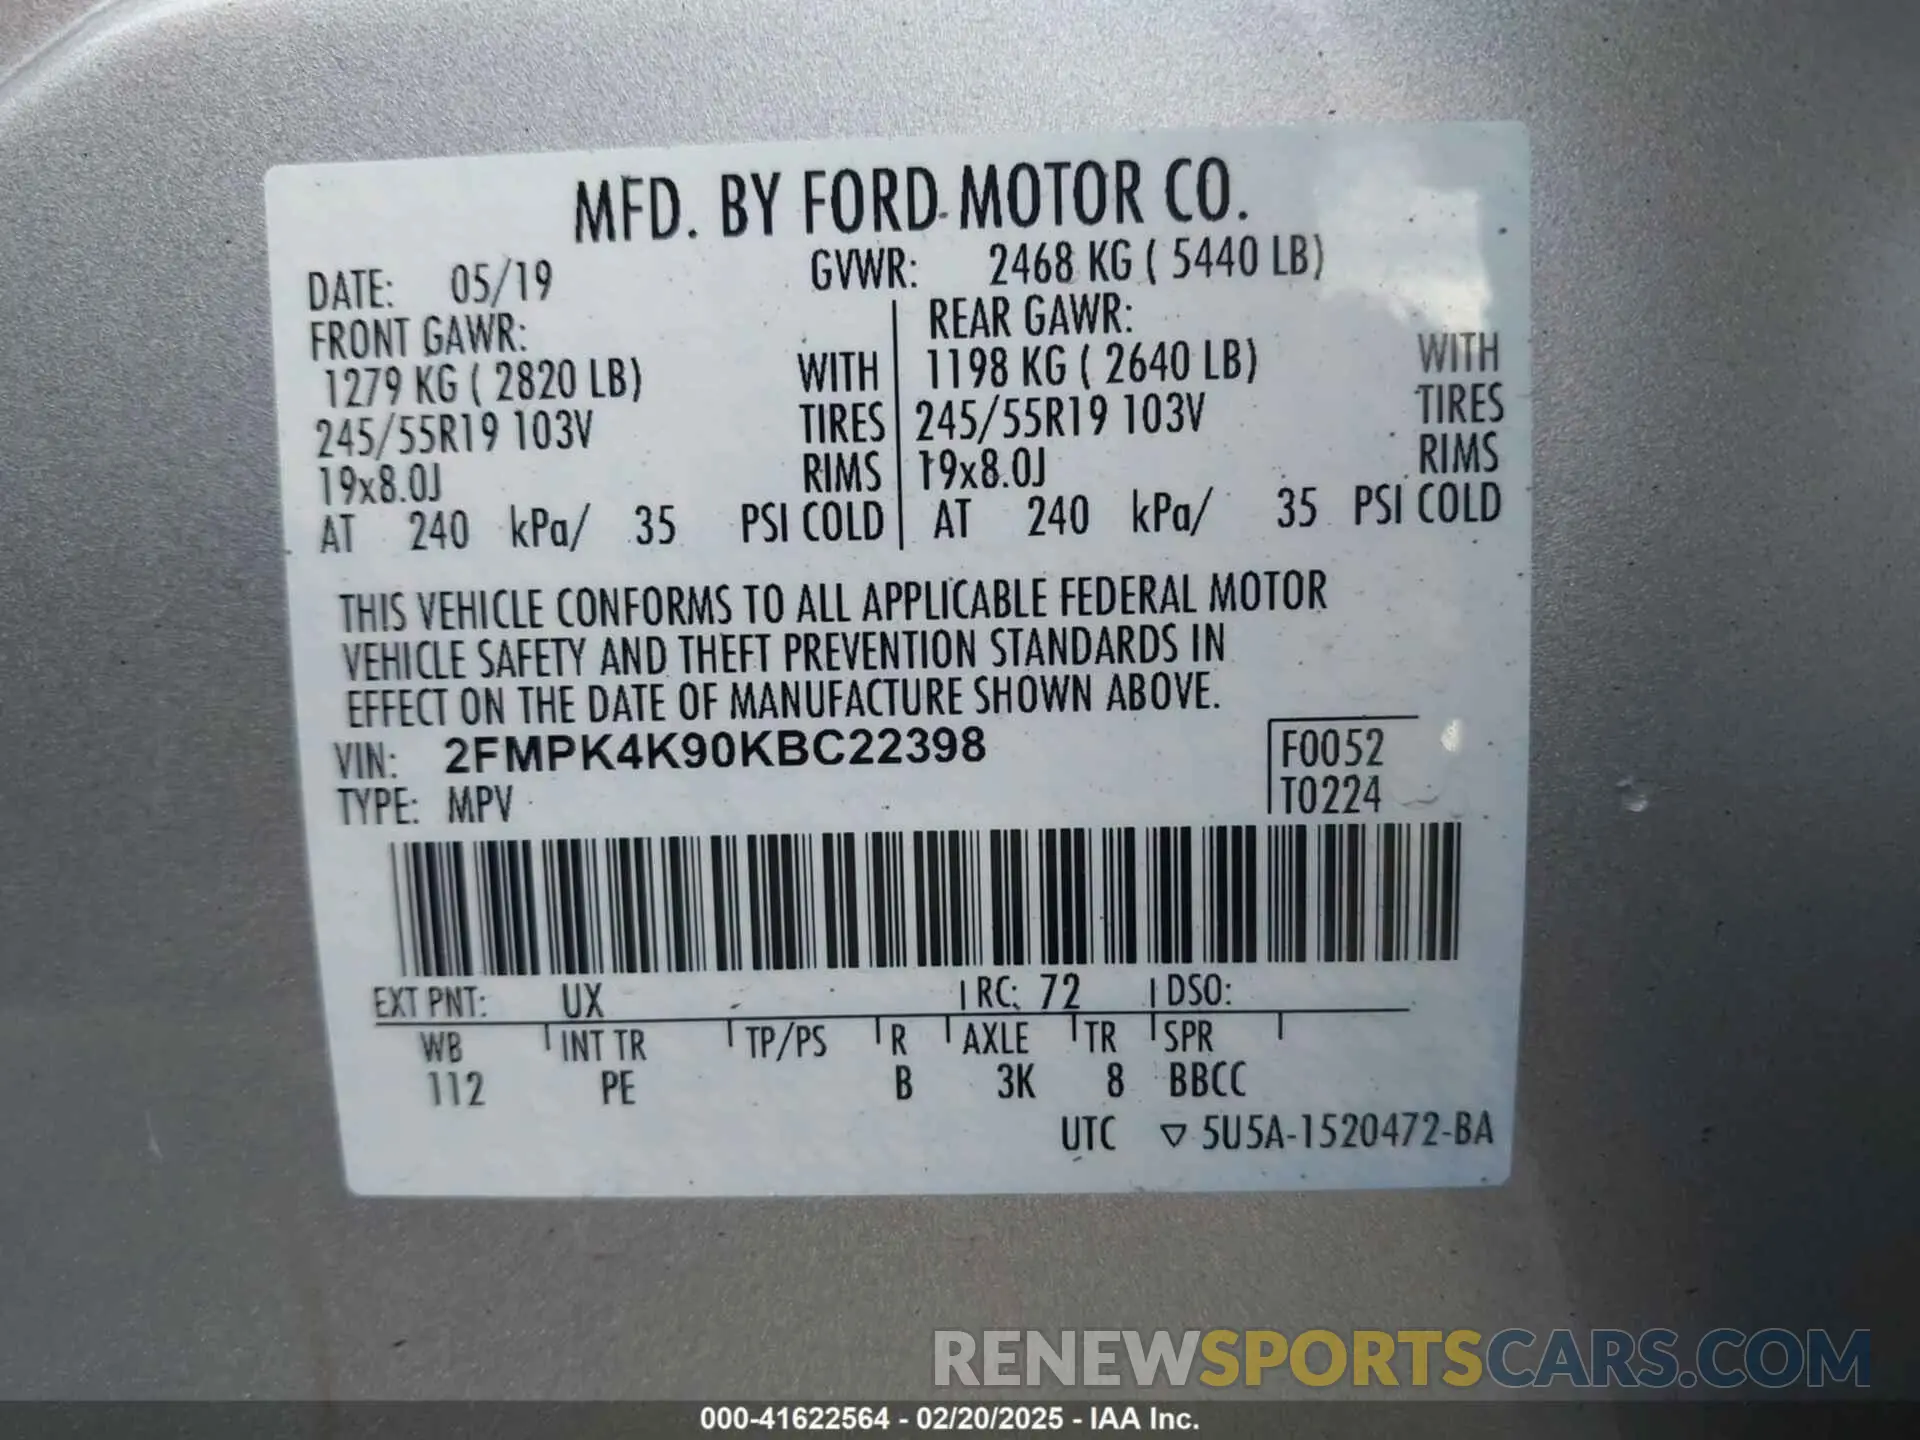 MFD. BY FORD MOTOR CO.
DATE: 05/19 GVWR: 2468 KG ( 5440 LB)
FRONT GAWR: REAR GAWR:
1279 KG ( 2820 LB) WITH 1198 KG ( 2640 LB) WITH
245/55R19 103V TIRES 245/55R19 103V TIRES
19x8.0J RIMS 19x8.0J RIMS
AT 240 kPa/ 35 PSI COLD AT 240 kPa/ 35 PSI COLD
THIS VEHICLE CONFORMS TO ALL APPLICABLE FEDERAL MOTOR
VEHICLE SAFETY AND THEFT PREVENTION STANDARDS IN
EFFECT ON THE DATE OF MANUFACTURE SHOWN ABOVE.
VIN: 2FMPK4K90KBC22398 F0052
TYPE: MPV T0224
EXT PNT: UX RC: 72 DSO:
WB INT TR TP/PS R AXLE TR SPR
112 PE B 3K 8 BBCC
UTC ▽ 5U5A-1520472-BA
RENEWSPORTSCARS.COM
000-41622564 - 02/20/2025 - IAA Inc.